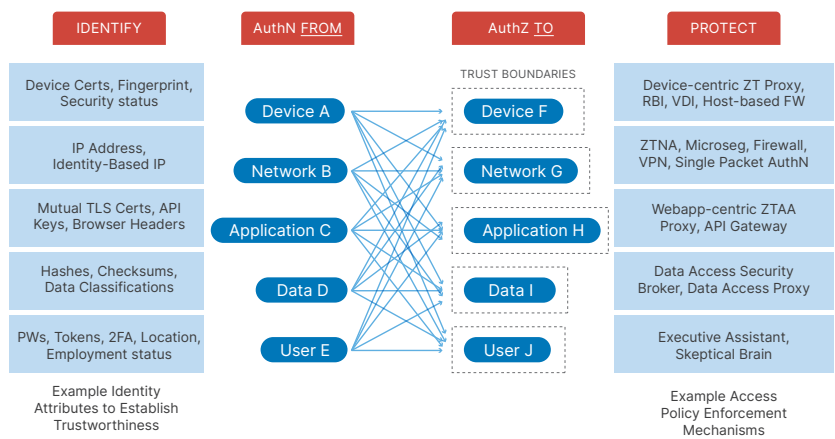 IDENTIFY
AuthN FROM
AuthZ TO
PROTECT
TRUST BOUNDARIES
Device Certs, Fingerprint,
Security status
Device A
Device F
Device-centric ZT Proxy,
RBI, VDI, Host-based FW
IP Address,
Identity-Based IP
Network B
Network G
ZTNA, Microseg, Firewall,
VPN, Single Packet AuthN
Mutual TLS Certs, API
Keys, Browser Headers
Application C
Application H
Webapp-centric ZTAA
Proxy, API Gateway
Hashes, Checksums,
Data Classifications
Data D
Data I
Data Access Security
Broker, Data Access Proxy
PWs, Tokens, 2FA, Location,
Employment status
User E
User J
Executive Assistant,
Skeptical Brain
Example Identity
Attributes to Establish
Trustworthiness
Example Access
Policy Enforcement
Mechanisms